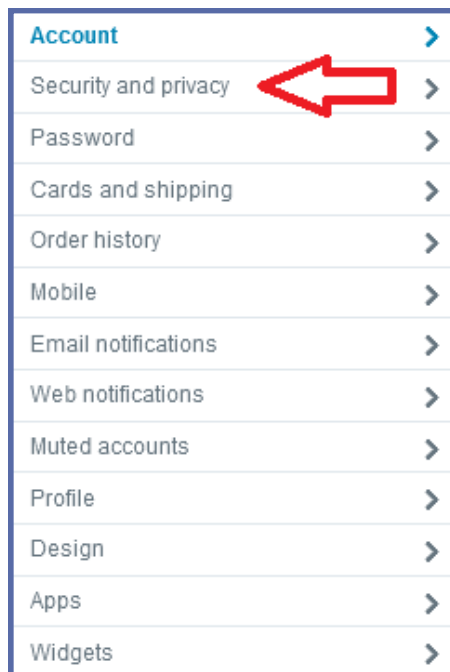 Account
Security and privacy
Password
Cards and shipping
Order history
Mobile
Email notifications
Web notifications
Muted accounts
Profile
Design
Apps
Widgets